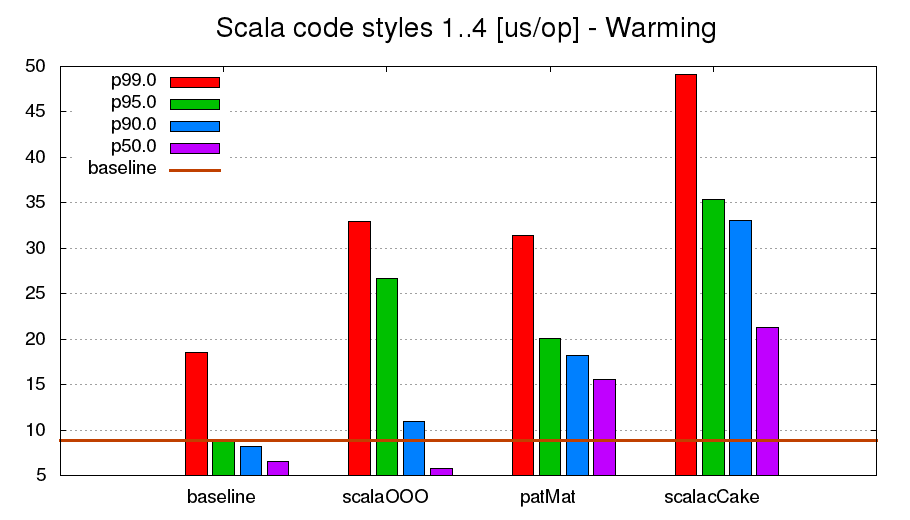 Scala code styles 1..4 [us/op] - Warming
50
45
40
35
30
25
20
15
10
5
p99.0
p95.0
p90.0
p50.0
baseline
baseline
scalaOOO
patMat
scalacCake